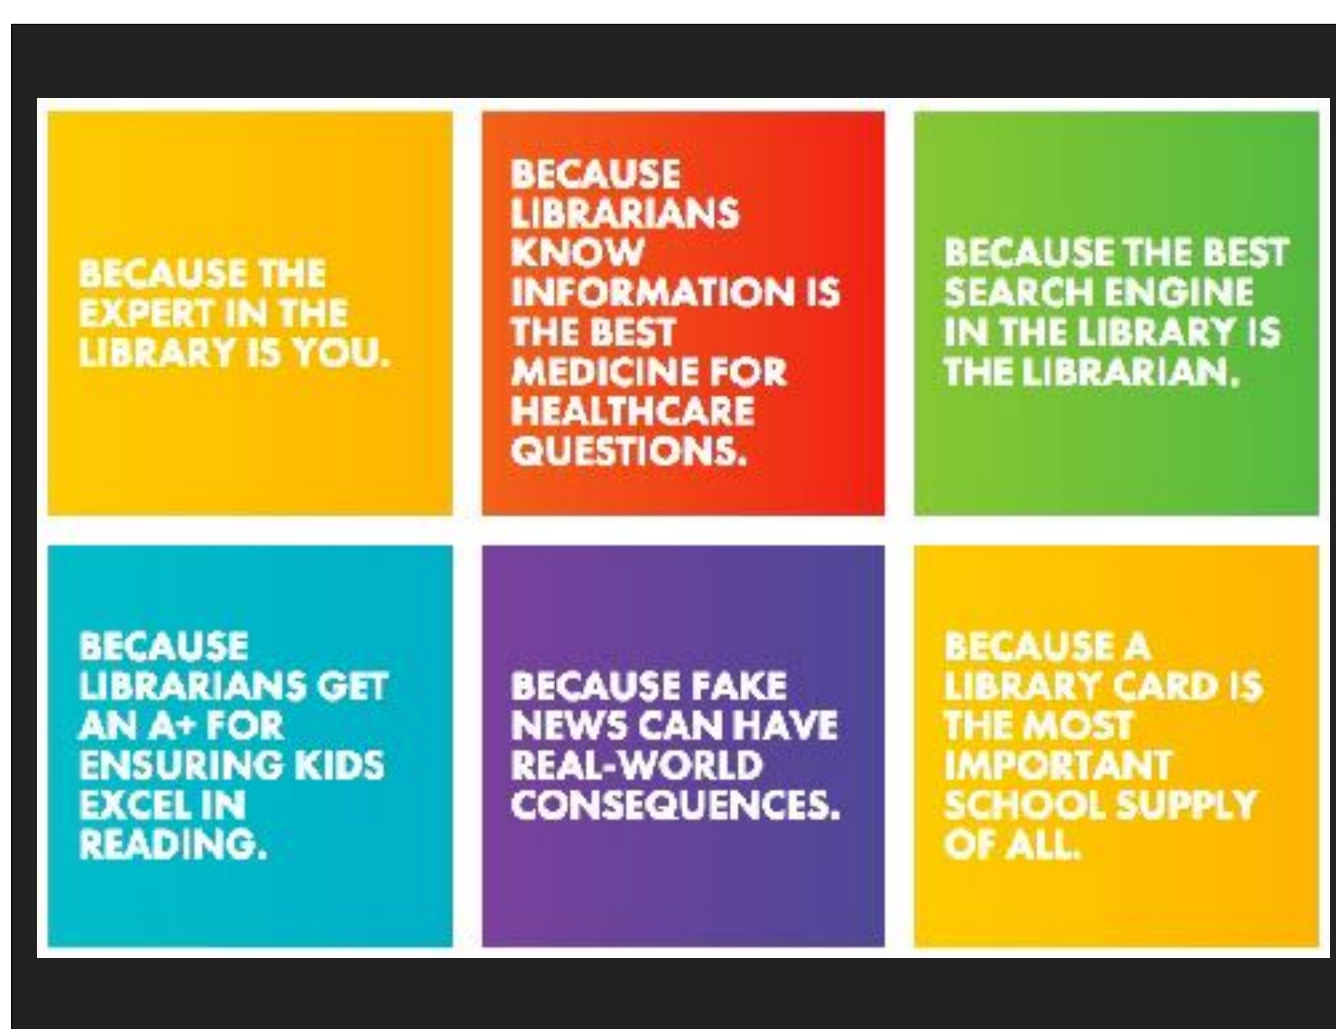 BECAUSE THE
EXPERT IN THE
LIBRARY IS YOU.
BECAUSE
LIBRARIANS
KNOW
INFORMATION IS
THE BEST
MEDICINE FOR
HEALTHCARE
QUESTIONS.
BECAUSE THE BEST
SEARCH ENGINE
IN THE LIBRARY IS
THE LIBRARIAN.
BECAUSE
LIBRARIANS GET
AN A+ FOR
ENSURING KIDS
EXCEL IN
READING.
BECAUSE FAKE
NEWS CAN HAVE
REAL-WORLD
CONSEQUENCES.
BECAUSE A
LIBRARY CARD IS
THE MOST
IMPORTANT
SCHOOL SUPPLY
OF ALL.